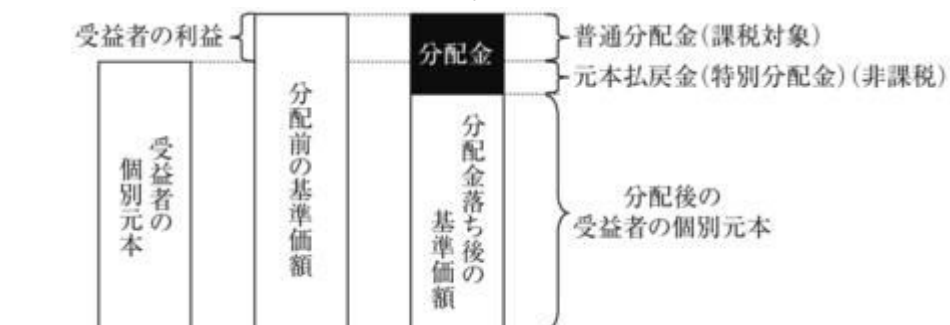 受益者の利益
受益者の
個別元本
分配前の基準価額
分配金
分配金落ち後の
基準価額
普通分配金(課税対象)
元本払戻金(特別分配金)(非課税)
分配後の
受益者の個別元本